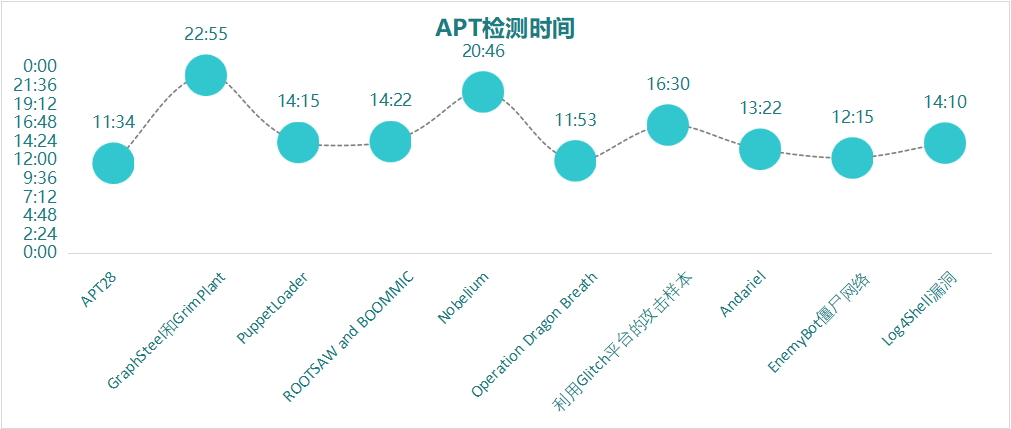 APT检测时间
22:55
20:46
16:30
14:15
14:22
13:22
12:15
14:10
11:34
11:53
0:00
21:36
19:12
16:48
14:24
12:00
9:36
7:12
4:48
2:24
0:00
APT28
GraphSteel和GrimPlant
PuppetLoader
ROOTSAW and BOOMMIC
Nobelium
Operation Dragon Breath
利用Glitch平台的攻击样本
Andariel
EnemyBot僵尸网络
Log4Shell漏洞